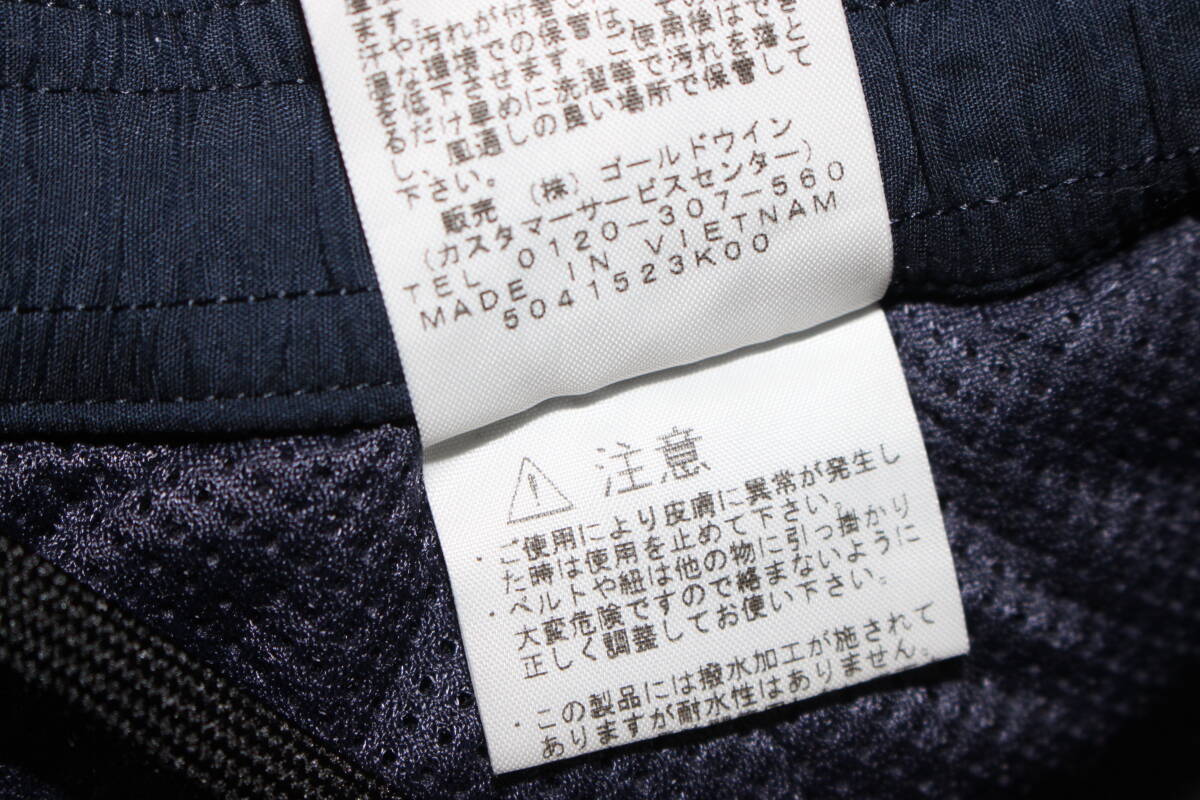 ますや汚れが付着し
汗な環境での保管は、
湿低下させます。ご使用後は
をだけ早めに洗濯等で汚れを落と
るし、風通しの良い場所で保管して
下さい。
販売 (株) ゴールドウイン
(カスタマーサービスセンター)
TEL 0120-307-560
MADE IN VIETNAM
5041523K00
注意
・ご使用により皮膚に異常が発生し
た時は使用を止めて下さい。
・ベルトや紐は他の物に引っ掛かり
大変危険ですので絡まないように
正しく調整してお使い下さい。
・この製品には撥水加工が施されて
ありますが耐水性はありません。